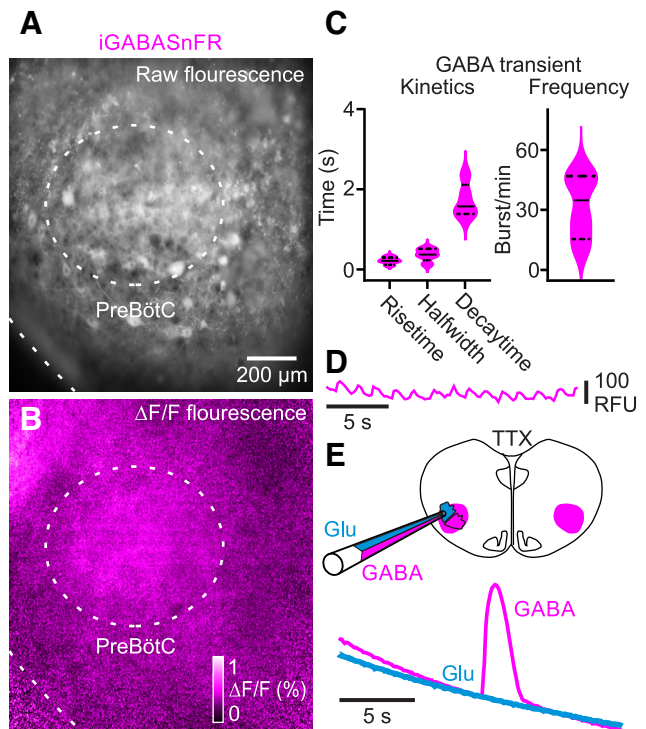 A
iGABASnFR
Raw flourescence
PreBötC
200 µm
B
ΔF/F flourescence
PreBötC
1
ΔF/F (%)
0
C
GABA transient
Kinetics
Frequency
Time (s)
4
2
0
Risetime
Halfwidth
Decaytime
Burst/min
60
30
0
D
100
RFU
5 s
E
TTX
Glu
GABA
GABA
Glu
5 s